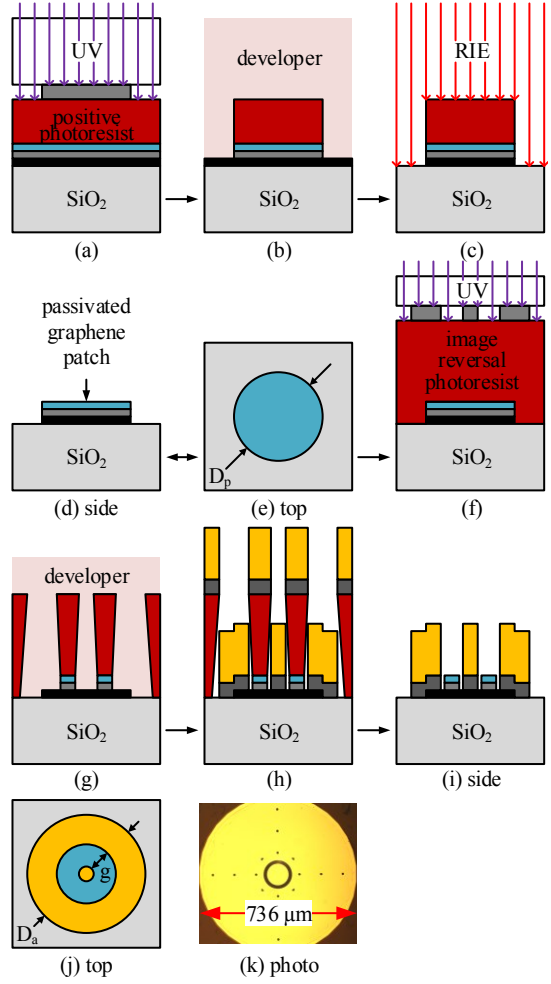 UV
positive
photoresist
SiO2
(a)
developer
SiO2
(b)
RIE
SiO2
(c)
passivated
graphene
patch
SiO2
(d) side
Dp
(e) top
UV
image
reversal
photoresist
SiO2
(f)
developer
SiO2
(g)
SiO2
(h)
SiO2
(i) side
g
Da
(j) top
736 µm
(k) photo